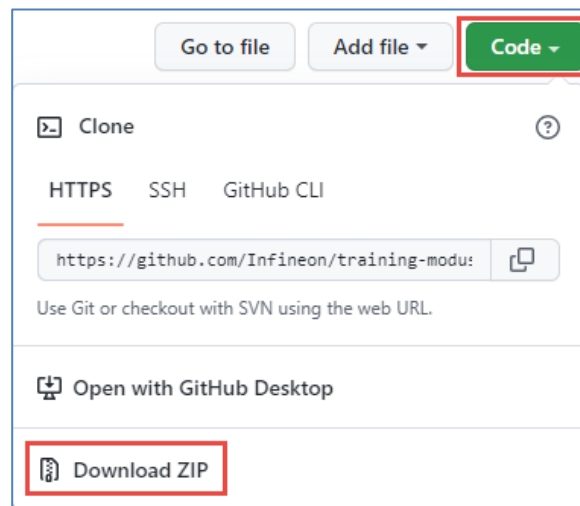 Go to file Add file Code
Clone
HTTPS SSH GitHub CLI
https://github.com/Infineon/training-modus
Use Git or checkout with SVN using the web URL.
Open with GitHub Desktop
Download ZIP